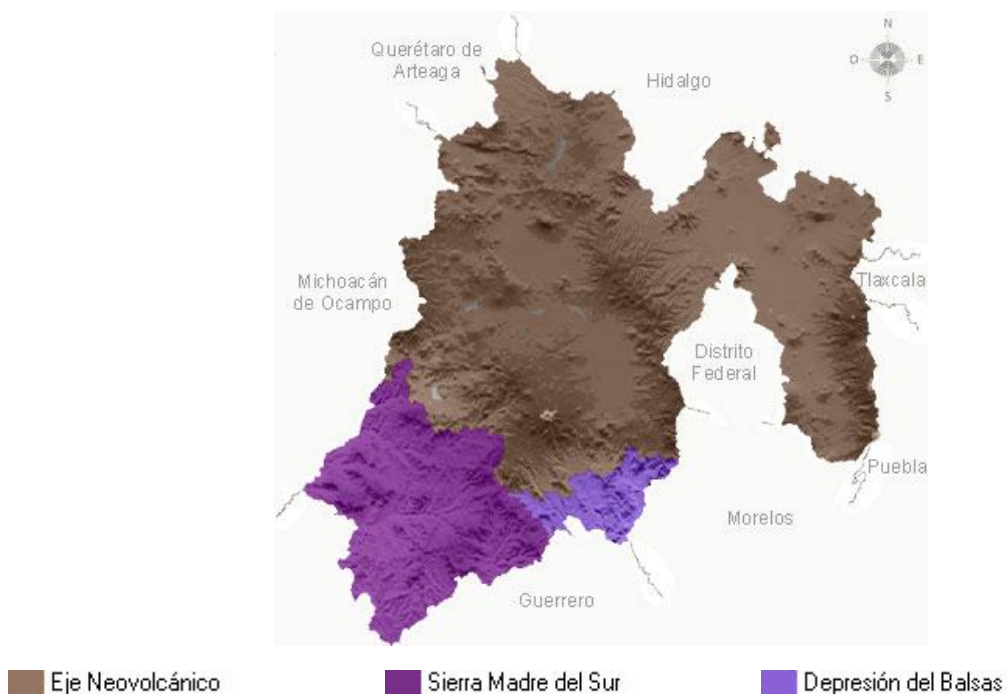 N
Querétaro de
Arteaga
Hidalgo
O
E
S
Michoacán
de Ocampo
Tlaxcala
Distrito
Federal
Puebla
Morelos
Guerrero
Eje Neovolcánico
Sierra Madre del Sur
Depresión del Balsas